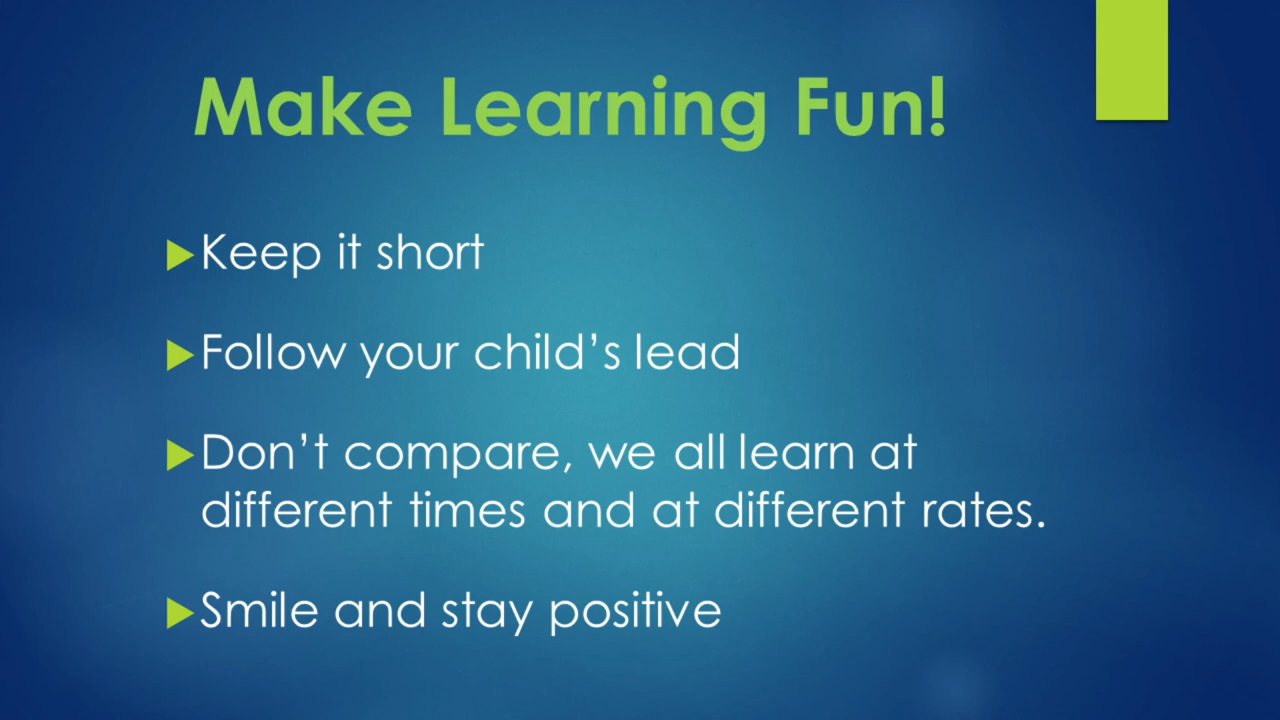 Make Learning Fun!
Keep it short
Follow your child’s lead
Don’t compare, we all learn at
different times and at different rates.
Smile and stay positive